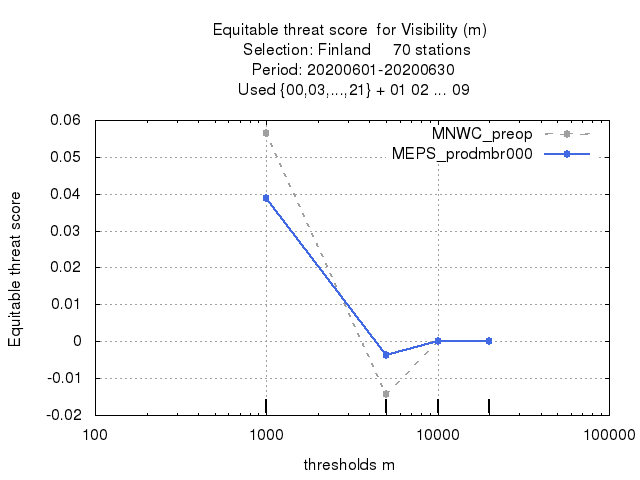 Equitable threat score  for Visibility (m)
Selection: Finland     70 stations
Period: 20200601-20200630
Used {00,03,...,21} + 01 02 ... 09
MNWC_preop
MEPS_prodmbr000
Equitable threat score
0.06
0.05
0.04
0.03
0.02
0.01
0
-0.01
-0.02
100
1000
10000
100000
thresholds m